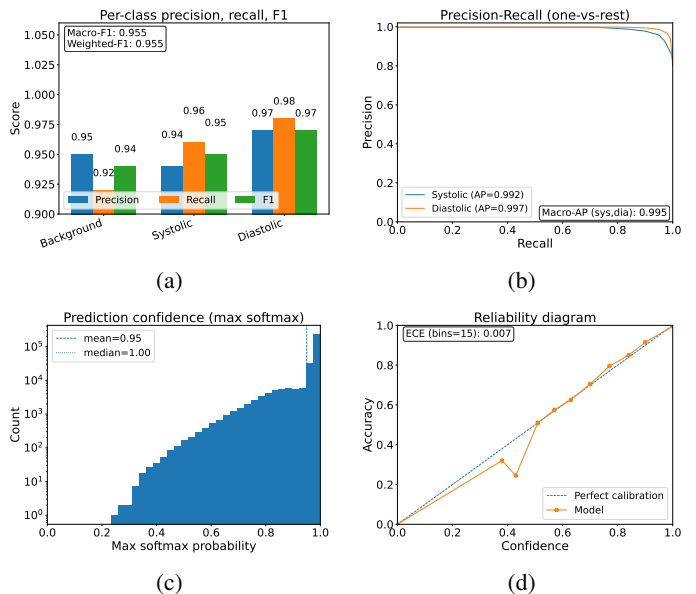 Per-class precision, recall, F1
Macro-F1: 0.955
Weighted-F1: 0.955
Score
1.050
1.025
1.000
0.975
0.950
0.925
0.900
0.95
0.92
0.94
0.94
0.96
0.95
0.97
0.98
0.97
Precision
Recall
F1
Background
Systolic
Diastolic
(a)
Precision-Recall (one-vs-rest)
Precision
1.0
0.8
0.6
0.4
0.2
0.0
Systolic (AP=0.992)
Diastolic (AP=0.997)
Macro-AP (sys,dia): 0.995
0.0 0.2 0.4 0.6 0.8 1.0
Recall
(b)
Prediction confidence (max softmax)
mean=0.95
median=1.00
Count
10⁵
10⁴
10³
10²
10¹
10⁰
0.0 0.2 0.4 0.6 0.8 1.0
Max softmax probability
(c)
Reliability diagram
ECE (bins=15): 0.007
Accuracy
1.0
0.8
0.6
0.4
0.2
0.0
Perfect calibration
Model
0.0 0.2 0.4 0.6 0.8 1.0
Confidence
(d)